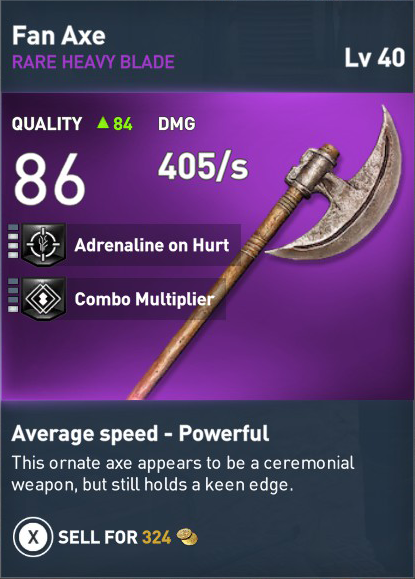 Fan Axe
RARE HEAVY BLADE
Lv 40
QUALITY ▲84 DMG
86 405/s
Adrenaline on Hurt
Combo Multiplier
Average speed - Powerful
This ornate axe appears to be a ceremonial
weapon, but still holds a keen edge.
X SELL FOR 324